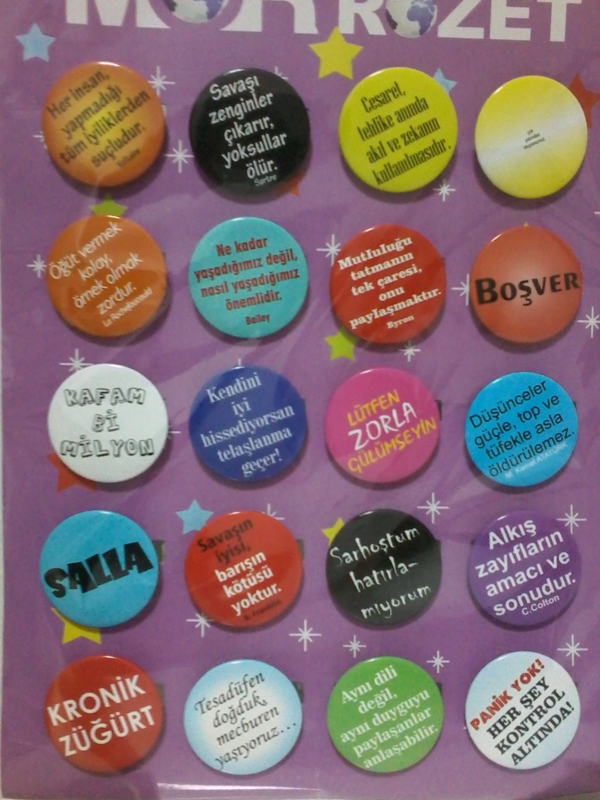 MOR ROZET
Her insan,
yapmadığı
tüm iyiliklerden
suçludur.
Voltaire
Savaşı
zenginler
çıkarır,
yoksullar
ölür.
Sartre
Cesaret,
tehlike anında
akıl ve zekanın
kullanılmasıdır.
Öğüt vermek
kolay,
örnek olmak
zordur.
La Rochefoucauld
Ne kadar
yaşadığımız değil,
nasıl yaşadığımız
önemlidir.
Bailey
Mutluluğu
tatmanın
tek çaresi,
onu
paylaşmaktır.
Byron
BOŞVER
KAFAM
Bİ
MİLYON
Kendini
iyi
hissediyorsan
telaşlanma
geçer!
LÜTFEN
ZORLA
GÜLÜMSEYİN
Düşünceler
güçle, top ve
tüfekle asla
öldürülemez.
M. Kemal ATATÜRK
SALLA
Savaşın
iyisi,
barışın
kötüsü
yoktur.
B. Franklin
Sarhoştum
hatırla-
mıyorum
Alkış
zayıfların
amacı ve
sonudur.
C.Colton
KRONİK
ZÜĞÜRT
Tesadüfen
doğduk,
mecburen
yaşıyoruz...
Aynı dili
değil,
aynı duyguyu
paylaşanlar
anlaşabilir.
PANİK YOK!
HER ŞEY
KONTROL
ALTINDA!